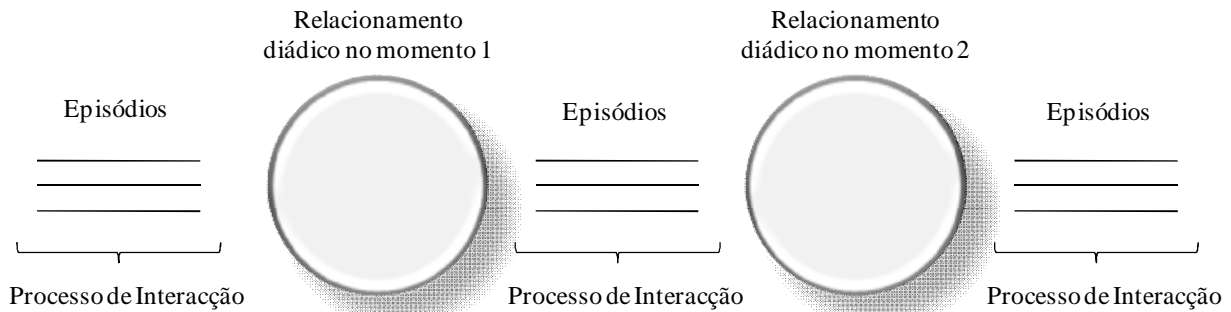 Relacionamento
diádico no momento 1
Relacionamento
diádico no momento 2
Episódios
Episódios
Episódios
Processo de Interacção
Processo de Interacção
Processo de Interacção